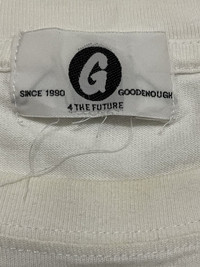 G
SINCE 1990 GOODENOUGH
4 THE FUTURE